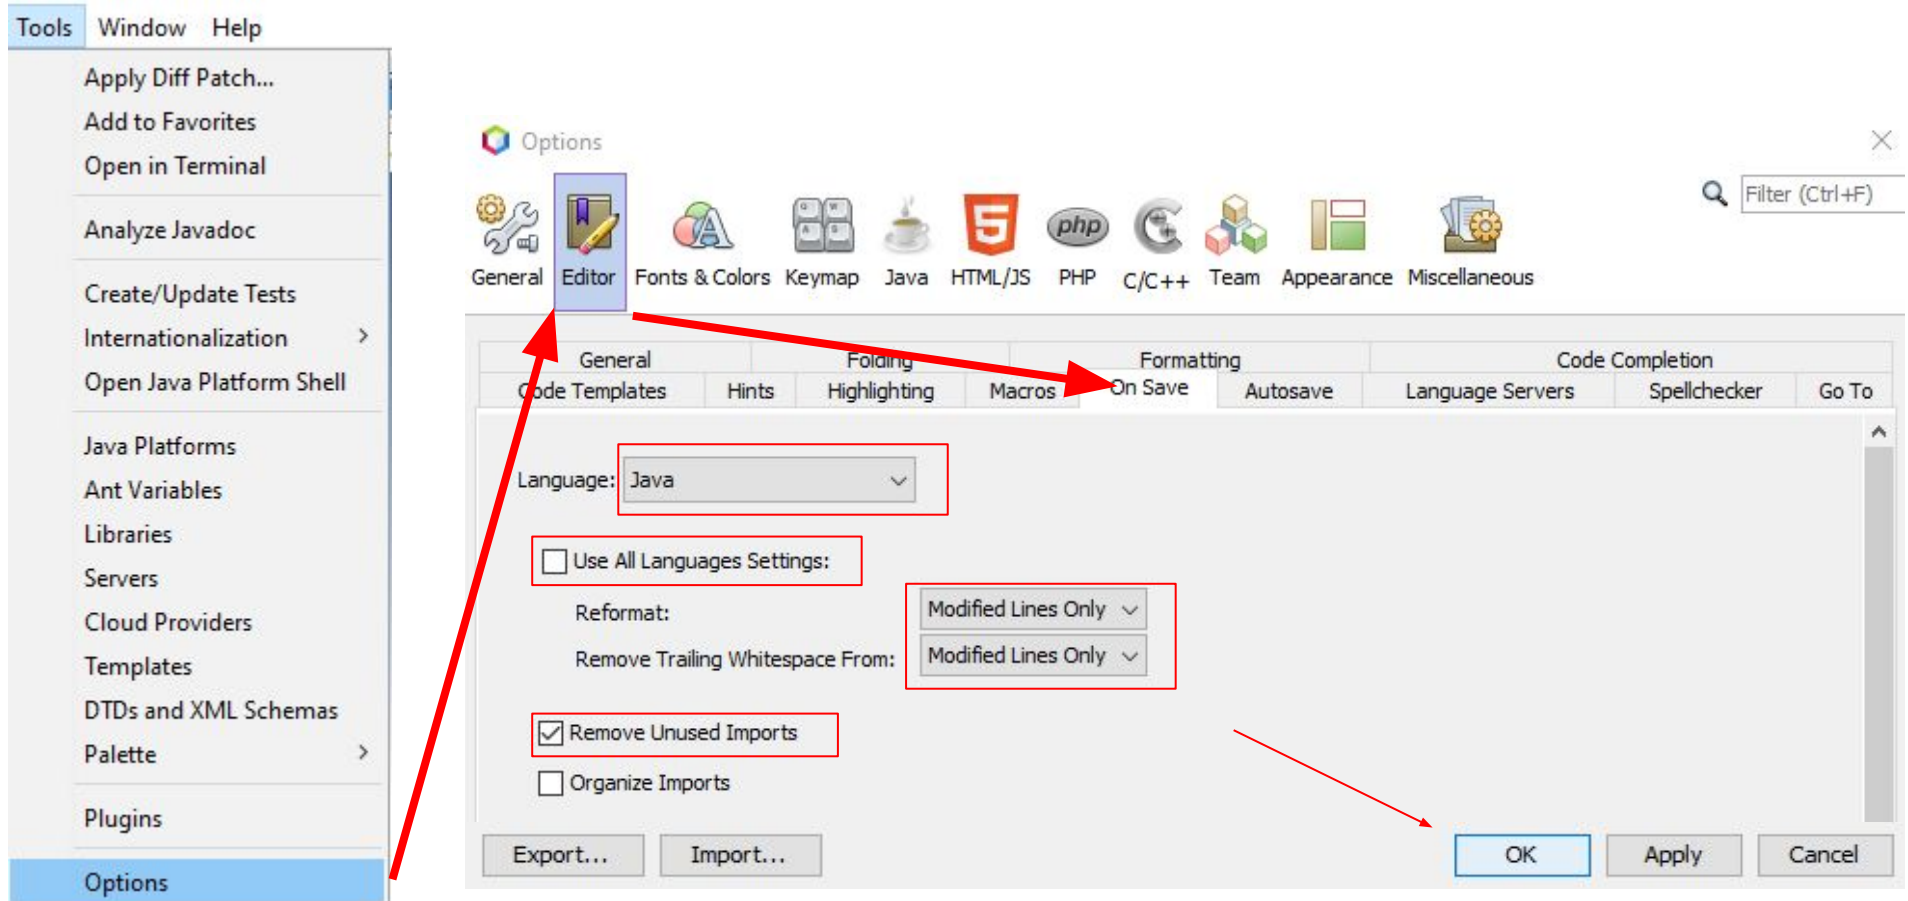 Tools Window Help
Apply Diff Patch...
Add to Favorites
Open in Terminal
Analyze Javadoc
Create/Update Tests
Internationalization
Open Java Platform Shell
Java Platforms
Ant Variables
Libraries
Servers
Cloud Providers
Templates
DTDs and XML Schemas
Palette
Plugins
Options
Options
Filter (Ctrl+F)
General Editor Fonts & Colors Keymap Java HTML/JS PHP C/C++ Team Appearance Miscellaneous
General Folding Formatting Code Completion
Code Templates Hints Highlighting Macros On Save Autosave Language Servers Spellchecker Go To
Language: Java
Use All Languages Settings:
Reformat: Modified Lines Only
Remove Trailing Whitespace From: Modified Lines Only
Remove Unused Imports
Organize Imports
Export... Import... OK Apply Cancel